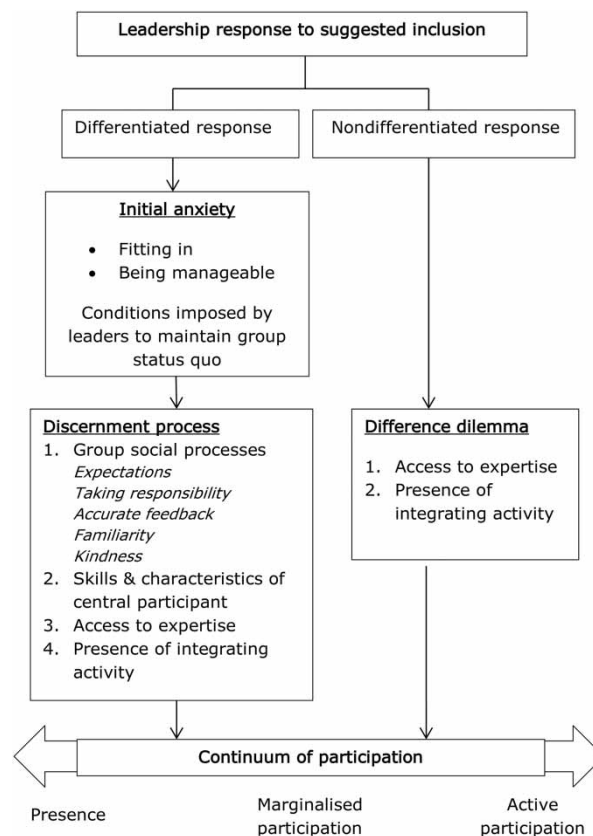 Leadership response to suggested inclusion
Differentiated response
Nondifferentiated response
Initial anxiety
• Fitting in
• Being manageable
Conditions imposed by
leaders to maintain group
status quo
Discernment process
1. Group social processes
Expectations
Taking responsibility
Accurate feedback
Familiarity
Kindness
2. Skills & characteristics of
central participant
3. Access to expertise
4. Presence of integrating
activity
Difference dilemma
1. Access to expertise
2. Presence of
integrating activity
Continuum of participation
Presence
Marginalised
participation
Active
participation